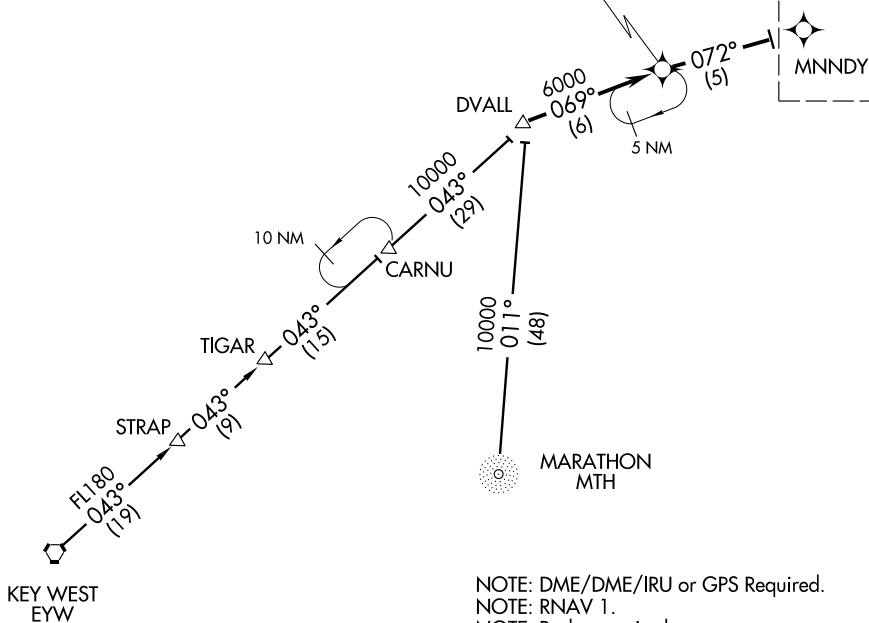 MNNDY
072°
(5)
6000
069°
(6)
DVALL
5 NM
10000
043°
(29)
10 NM
CARNU
043°
(15)
TIGAR
10000
011°
(48)
043°
(9)
STRAP
FL180
043°
(19)
MARATHON
MTH
KEY WEST
EYW
NOTE: DME/DME/IRU or GPS Required.
NOTE: RNAV 1.